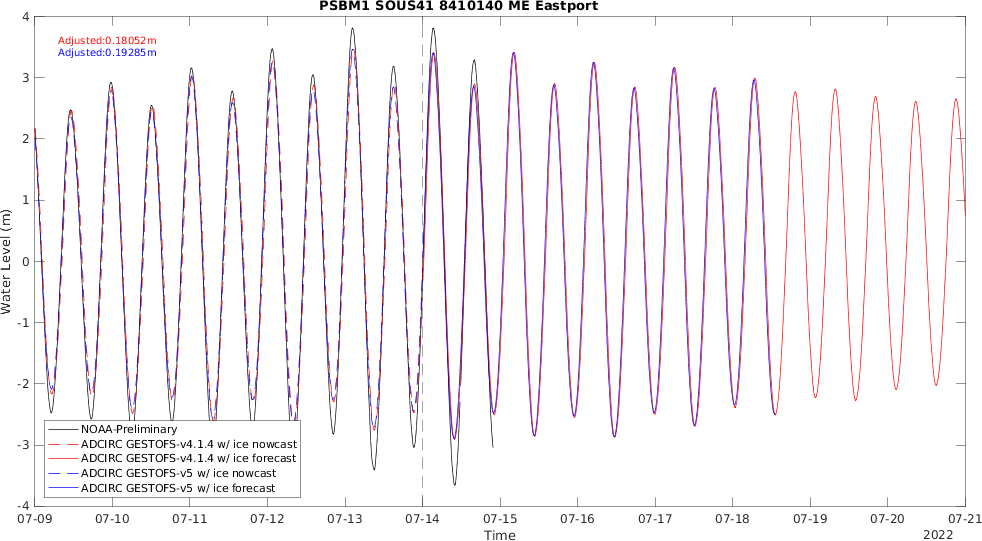 PSBM1 SOUS41 8410140 ME Eastport
Adjusted:0.18052m
Adjusted:0.19285m
4
3
2
1
0
-1
-2
-3
-4
Water Level (m)
NOAA-Preliminary
ADCIRC GESTOFS-v4.1.4 w/ ice nowcast
ADCIRC GESTOFS-v4.1.4 w/ ice forecast
ADCIRC GESTOFS-v5 w/ ice nowcast
ADCIRC GESTOFS-v5 w/ ice forecast
07-09 07-10 07-11 07-12 07-13 07-14 07-15 07-16 07-17 07-18 07-19 07-20 07-21
Time
2022